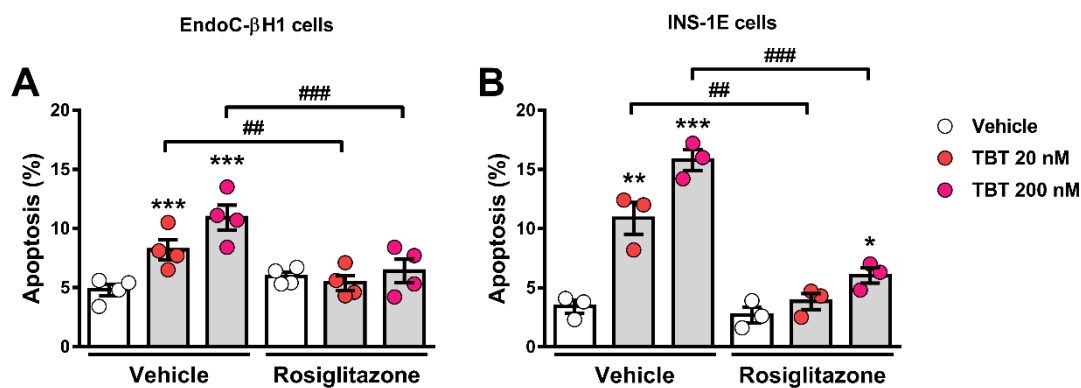 EndoC-βH1 cells
INS-1E cells
A
B
###
##
***
***
###
##
**
***
*
Apoptosis (%)
20
15
10
5
0
Vehicle
Rosiglitazone
Apoptosis (%)
20
15
10
5
0
Vehicle
Rosiglitazone
Vehicle
TBT 20 nM
TBT 200 nM